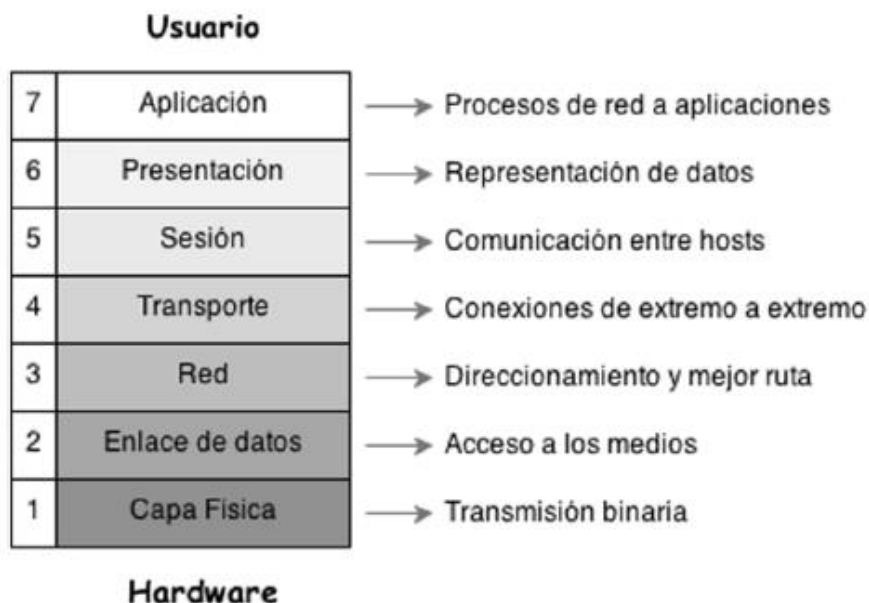 Usuario
7 Aplicación Procesos de red a aplicaciones
6 Presentación Representación de datos
5 Sesión Comunicación entre hosts
4 Transporte Conexiones de extremo a extremo
3 Red Direccionamiento y mejor ruta
2 Enlace de datos Acceso a los medios
1 Capa Física Transmisión binaria
Hardware